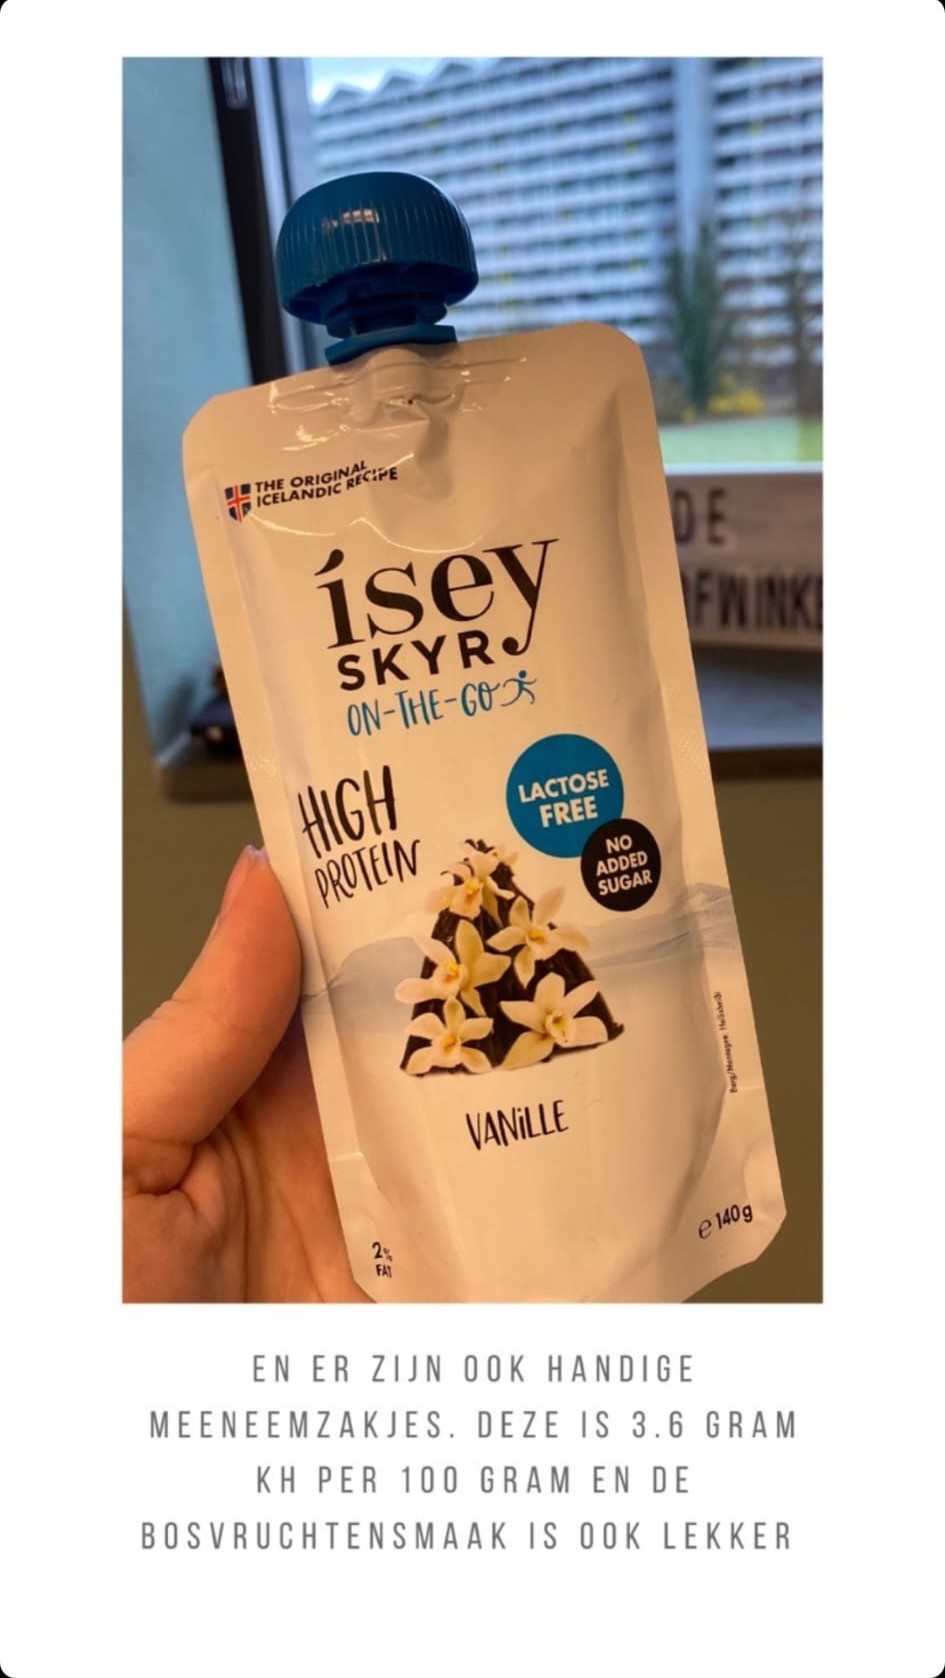 THE ORIGINAL
ICELANDIC RECIPE
ísey
SKYR
ON-THE-GO
HIGH
PROTEIN
LACTOSE
FREE
NO
ADDED
SUGAR
VANiLLE
2%
FAT
e 140g
DE
FWINKE
EN ER ZIJN OOK HANDIGE
MEENEEMZAKJES. DEZE IS 3.6 GRAM
KH PER 100 GRAM EN DE
BOSVRUCHTENSMAAK IS OOK LEKKER